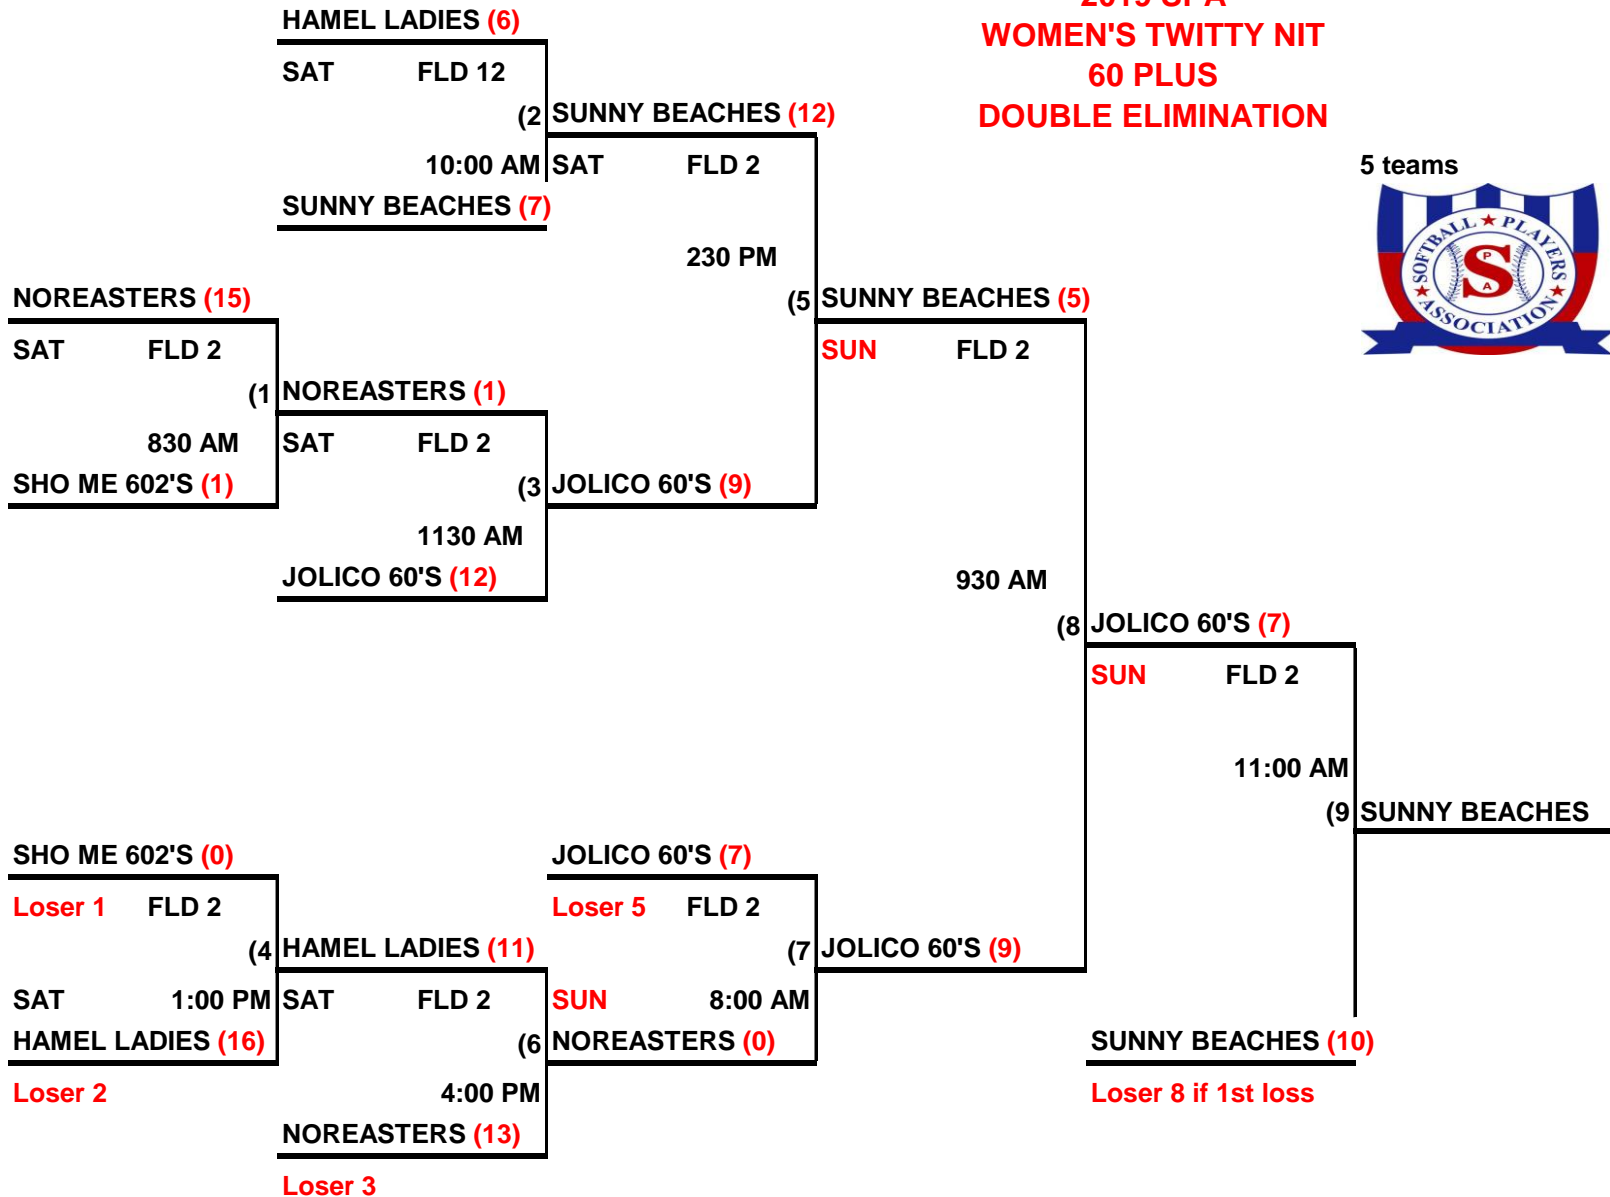 HAMEL LADIES (6)
WOMEN'S TWITTY NIT
60 PLUS
DOUBLE ELIMINATION
SAT FLD 12
(2 SUNNY BEACHES (12)
10:00 AM SAT FLD 2
5 teams
SUNNY BEACHES (7)
SOFTBALL ★ PLAYERS
★ ASSOCIATION ★
P
S
A
230 PM
NOREASTERS (15)
(5 SUNNY BEACHES (5)
SAT FLD 2
SUN FLD 2
(1 NOREASTERS (1)
830 AM SAT FLD 2
SHO ME 602'S (1)
(3 JOLICO 60'S (9)
1130 AM
JOLICO 60'S (12)
930 AM
(8 JOLICO 60'S (7)
SUN FLD 2
11:00 AM
(9 SUNNY BEACHES
SHO ME 602'S (0)
JOLICO 60'S (7)
Loser 1 FLD 2
Loser 5 FLD 2
(4 HAMEL LADIES (11)
(7 JOLICO 60'S (9)
SAT 1:00 PM SAT FLD 2
SUN 8:00 AM
HAMEL LADIES (16)
(6 NOREASTERS (0)
SUNNY BEACHES (10)
Loser 2
4:00 PM
Loser 8 if 1st loss
NOREASTERS (13)
Loser 3